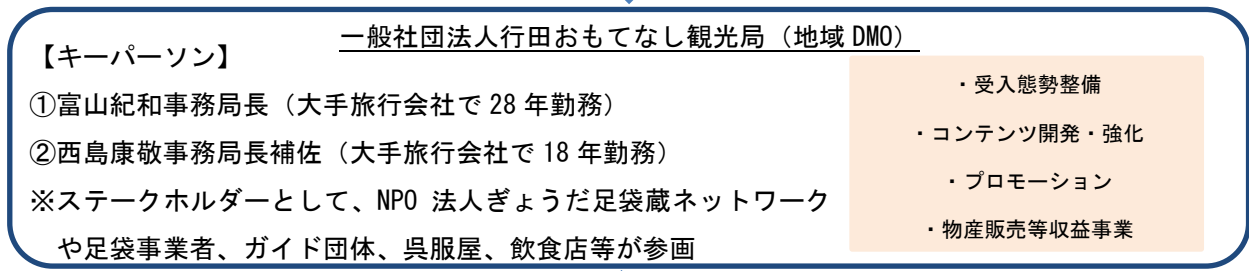 一般社団法人行田おもてなし観光局（地域 DMO）
【キーパーソン】
①富山紀和事務局長（大手旅行会社で 28 年勤務）
②西島康敬事務局長補佐（大手旅行会社で 18 年勤務）
※ステークホルダーとして、NPO 法人ぎょうだ足袋蔵ネットワーク
や足袋事業者、ガイド団体、呉服屋、飲食店等が参画
・受入態勢整備
・コンテンツ開発・強化
・プロモーション
・物産販売等収益事業